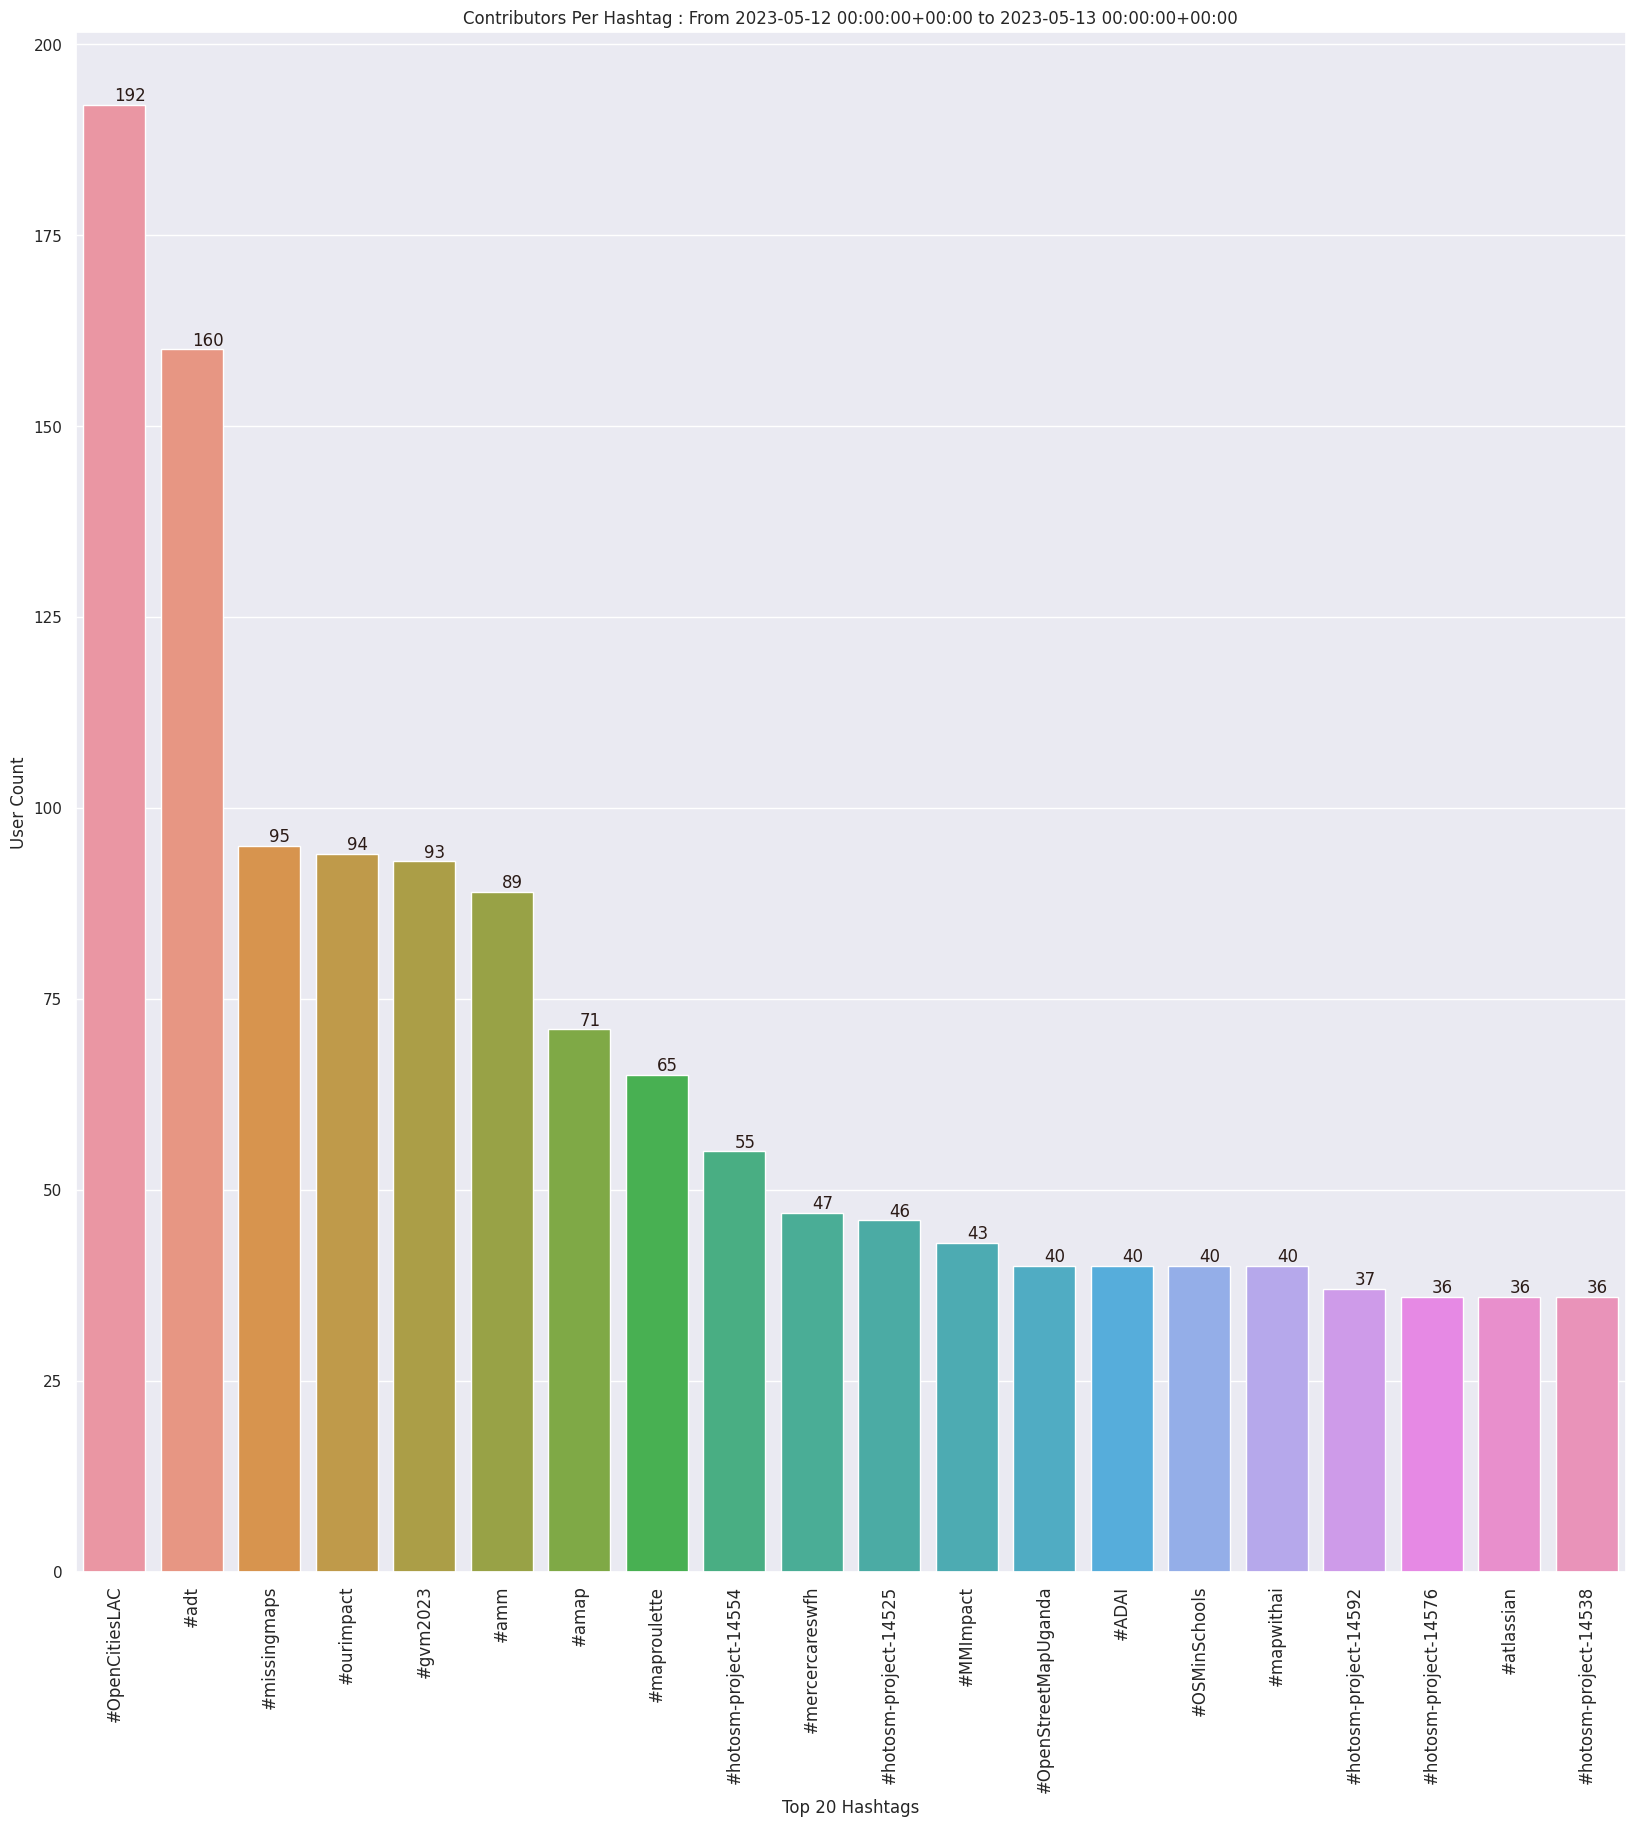 Contributors Per Hashtag : From 2023-05-12 00:00:00+00:00 to 2023-05-13 00:00:00+00:00
User Count
200
175
150
125
100
75
50
25
0
192
160
95
94
93
89
71
65
55
47
46
43
40
40
40
40
37
36
36
36
#OpenCitiesLAC
#adt
#missingmaps
#ourimpact
#gvm2023
#amm
#amap
#maproulette
#hotosm-project-14554
#mercercareswfh
#hotosm-project-14525
#MMImpact
#OpenStreetMapUganda
#ADAI
#OSMinSchools
#mapwithai
#hotosm-project-14592
#hotosm-project-14576
#atlassian
#hotosm-project-14538
Top 20 Hashtags